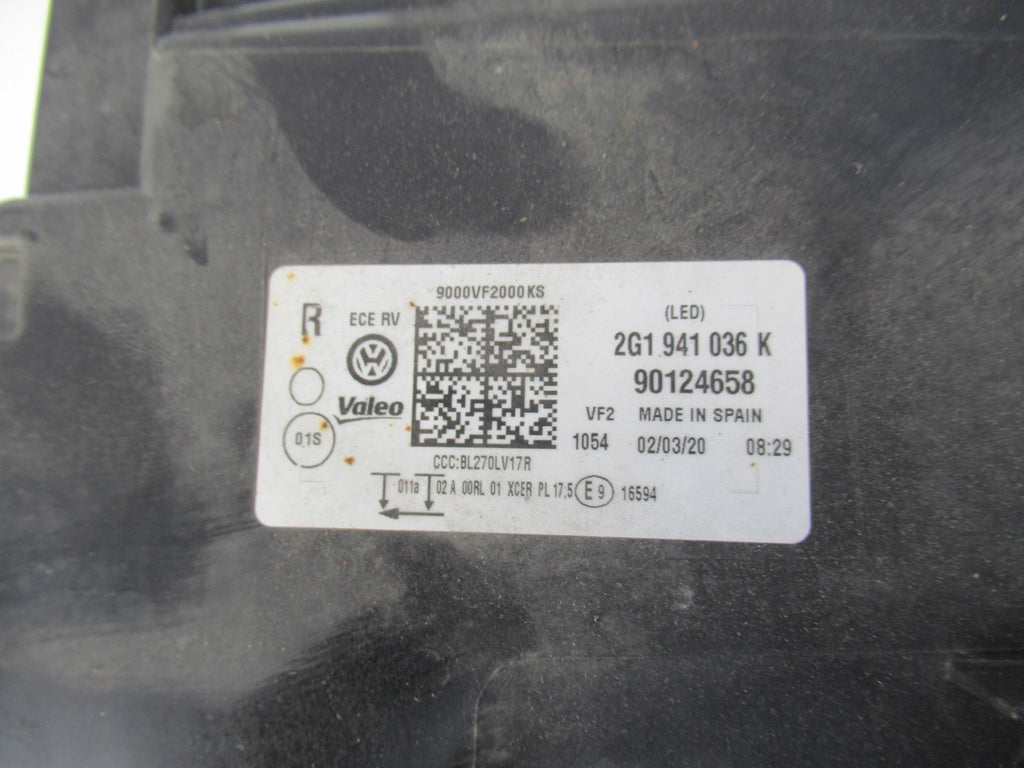 9000VF2000KS
R
ECE RV
(LED)
2G1 941 036 K
Valeo
90124658
VF2 MADE IN SPAIN
01S
1054 02/03/20 08:29
CCC:BL270LV17R
011a 02 A 00RL 01 XCER PL 17,5 E 9 16594